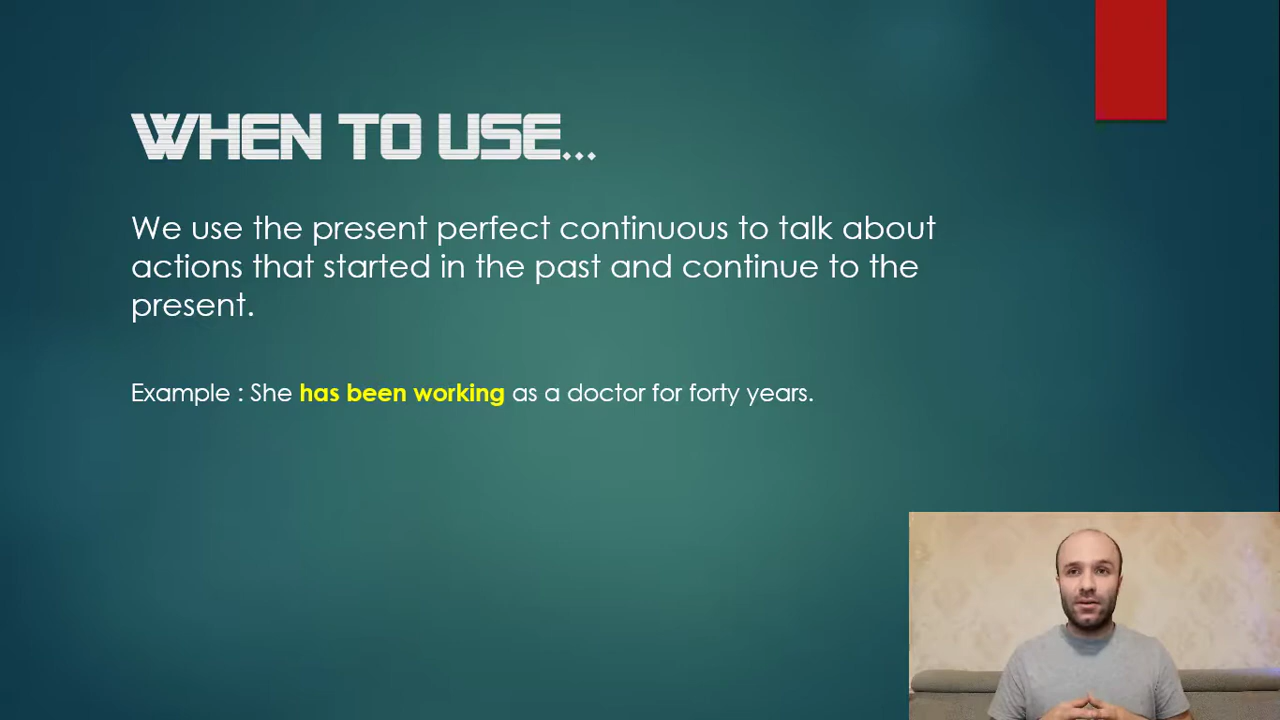 WHEN TO USE...
We use the present perfect continuous to talk about
actions that started in the past and continue to the
present.
Example : She has been working as a doctor for forty years.